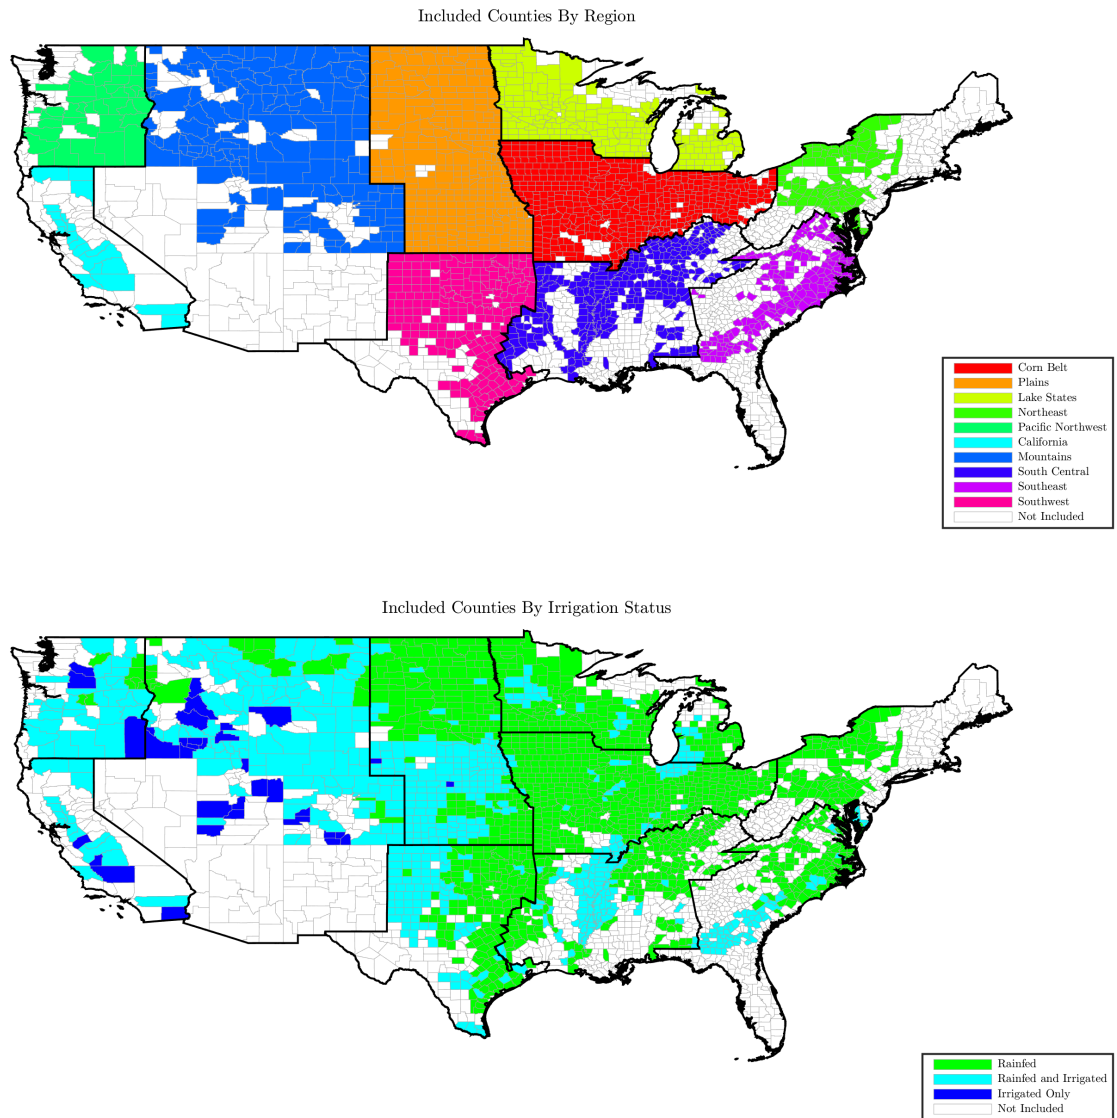 Included Counties By Region
Corn Belt
Plains
Lake States
Northeast
Pacific Northwest
California
Mountains
South Central
Southeast
Southwest
Not Included
Included Counties By Irrigation Status
Rainfed
Rainfed and Irrigated
Irrigated Only
Not Included